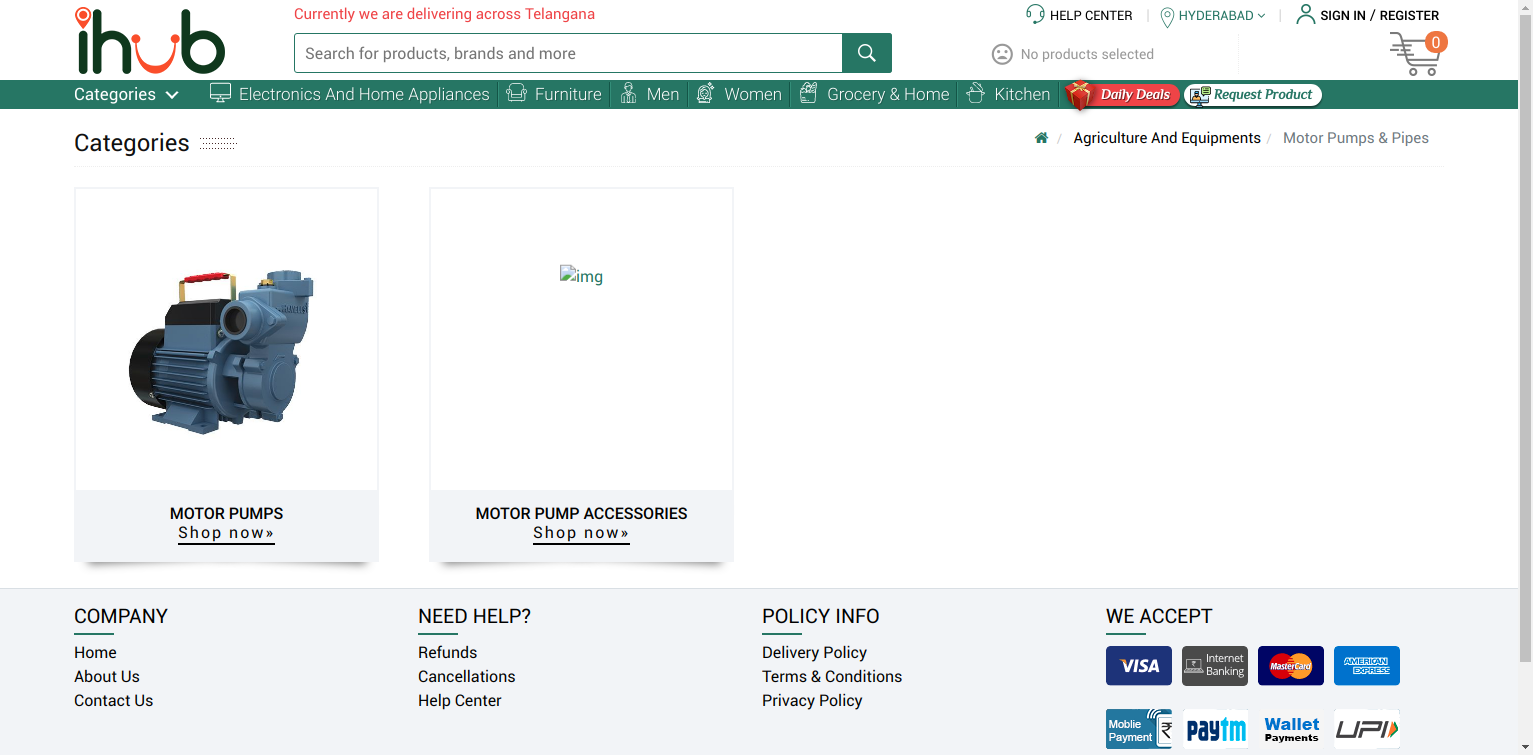 ihub
Currently we are delivering across Telangana
HELP CENTER
HYDERABAD
SIGN IN / REGISTER
Search for products, brands and more
No products selected
0
Categories
Electronics And Home Appliances
Furniture
Men
Women
Grocery & Home
Kitchen
Daily Deals
Request Product
Categories
/ Agriculture And Equipments / Motor Pumps & Pipes
img
MOTOR PUMPS
Shop now»
MOTOR PUMP ACCESSORIES
Shop now»
COMPANY
Home
About Us
Contact Us
NEED HELP?
Refunds
Cancellations
Help Center
POLICY INFO
Delivery Policy
Terms & Conditions
Privacy Policy
WE ACCEPT
VISA
Internet
Banking
MasterCard
AMERICAN
EXPRESS
Moblie
Payment
₹
paytm
Wallet
Payments
UPI